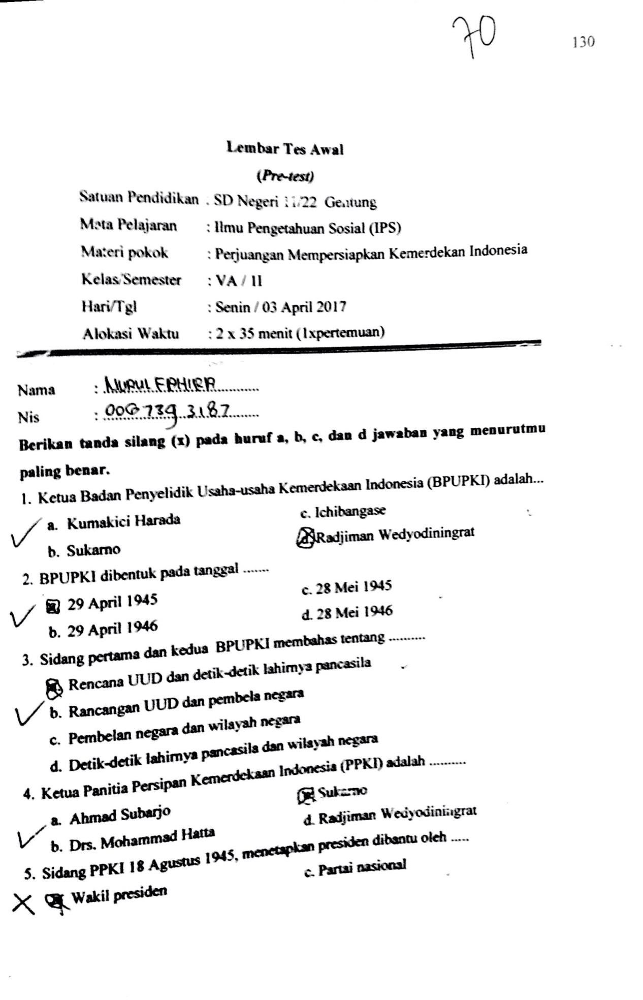 70
130
Lembar Tes Awal
(Pre-test)
Satuan Pendidikan : SD Negeri 11/22 Gentung
Mata Pelajaran : Ilmu Pengetahuan Sosial (IPS)
Materi pokok : Perjuangan Mempersiapkan Kemerdekan Indonesia
Kelas/Semester : VA / II
Hari/Tgl : Senin / 03 April 2017
Alokasi Waktu : 2 x 35 menit (1xpertemuan)
Nama : NURUL
Nis : 3187
Berikan tanda silang (x) pada huruf a, b, c, dan d jawaban yang menurutmu
paling benar.
1. Ketua Badan Penyelidik Usaha-usaha Kemerdekaan Indonesia (BPUPKI) adalah...
a. Kumakici Harada c. Ichibangase
b. Sukarno d. Radjiman Wedyodiningrat
2. BPUPKI dibentuk pada tanggal .......
a. 29 April 1945 c. 28 Mei 1945
b. 29 April 1946 d. 28 Mei 1946
3. Sidang pertama dan kedua BPUPKI membahas tentang ..........
a. Rencana UUD dan detik-detik lahirnya pancasila
b. Rancangan UUD dan pembela negara
c. Pembelan negara dan wilayah negara
d. Detik-detik lahirnya pancasila dan wilayah negara
4. Ketua Panitia Persipan Kemerdekaan Indonesia (PPKI) adalah ..........
a. Ahmad Subarjo c. Sukarno
b. Drs. Mohammad Hatta d. Radjiman Wedyodiningrat
5. Sidang PPKI 18 Agustus 1945, menetapkan presiden dibantu oleh .....
a. Wakil presiden c. Partai nasional